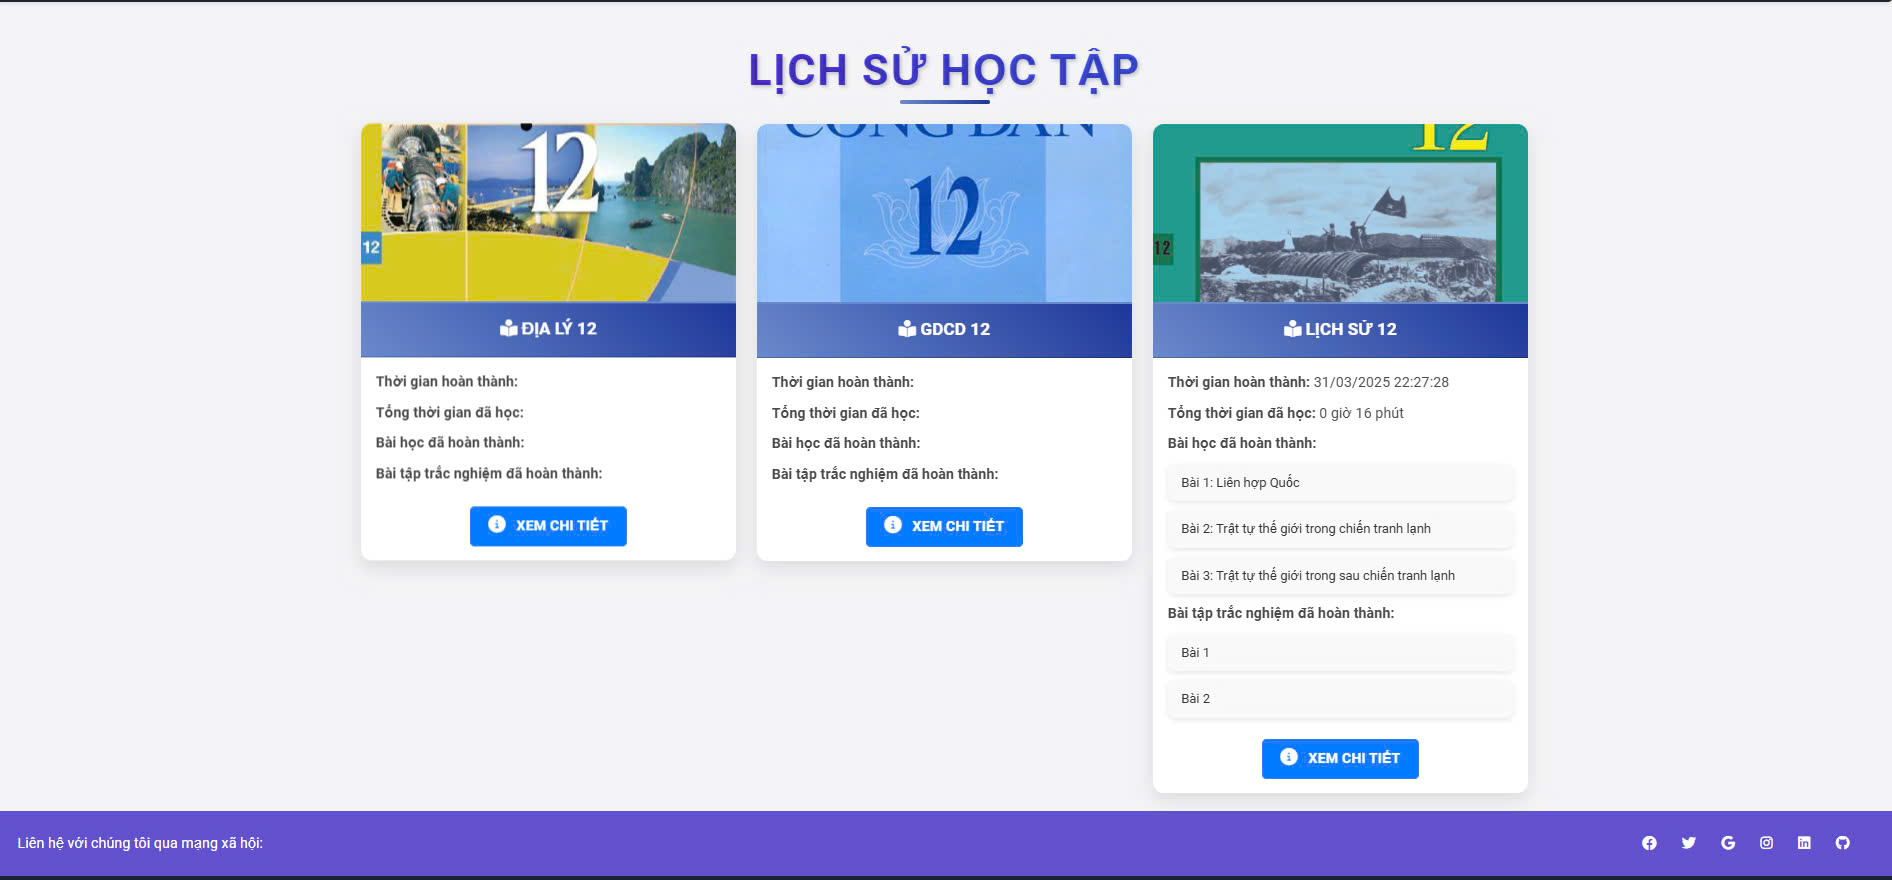 LỊCH SỬ HỌC TẬP
12
12
ĐỊA LÝ 12
Thời gian hoàn thành:
Tổng thời gian đã học:
Bài học đã hoàn thành:
Bài tập trắc nghiệm đã hoàn thành:
XEM CHI TIẾT
CÔNG DÂN
12
GDCD 12
Thời gian hoàn thành:
Tổng thời gian đã học:
Bài học đã hoàn thành:
Bài tập trắc nghiệm đã hoàn thành:
XEM CHI TIẾT
12
12
LỊCH SỬ 12
Thời gian hoàn thành: 31/03/2025 22:27:28
Tổng thời gian đã học: 0 giờ 16 phút
Bài học đã hoàn thành:
Bài 1: Liên hợp Quốc
Bài 2: Trật tự thế giới trong chiến tranh lạnh
Bài 3: Trật tự thế giới trong sau chiến tranh lạnh
Bài tập trắc nghiệm đã hoàn thành:
Bài 1
Bài 2
XEM CHI TIẾT
Liên hệ với chúng tôi qua mạng xã hội: